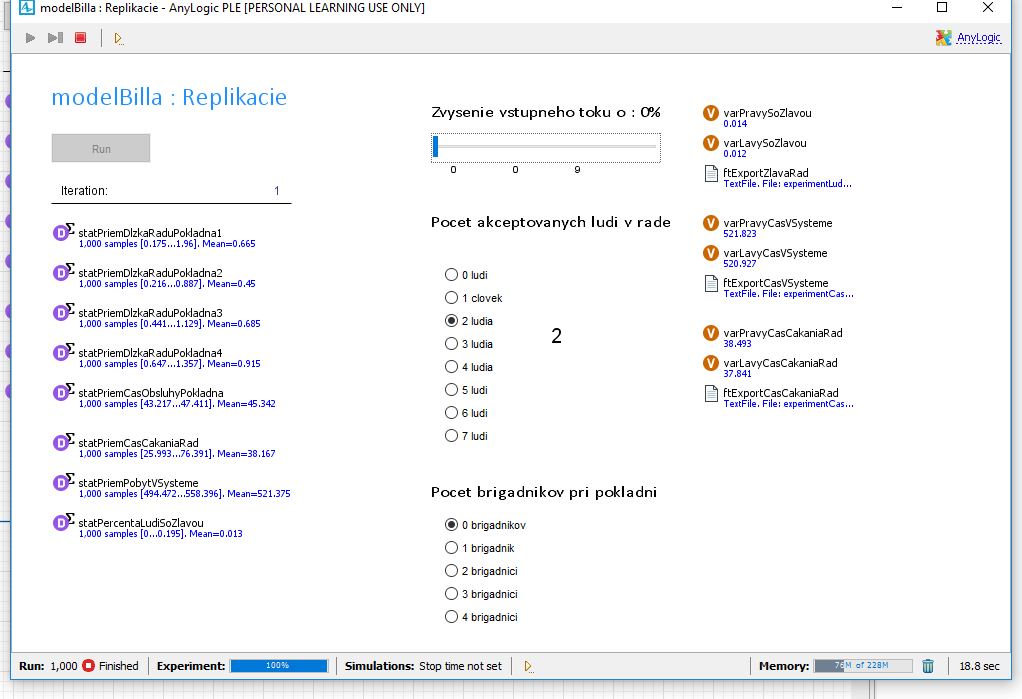 modelBilla : Replikacie - AnyLogic PLE [PERSONAL LEARNING USE ONLY]
AnyLogic
modelBilla : Replikacie
Run
Iteration: 1
statPriemDlzkaRaduPokladna1
1,000 samples [0.175...1.96]. Mean=0.665
statPriemDlzkaRaduPokladna2
1,000 samples [0.216...0.887]. Mean=0.45
statPriemDlzkaRaduPokladna3
1,000 samples [0.441...1.129]. Mean=0.685
statPriemDlzkaRaduPokladna4
1,000 samples [0.647...1.357]. Mean=0.915
statPriemCasObsluhyPokladna
1,000 samples [43.217...47.411]. Mean=45.342
statPriemCasCakaniaRad
1,000 samples [25.993...76.391]. Mean=38.167
statPriemPobytVSysteme
1,000 samples [494.472...558.396]. Mean=521.375
statPercentaLudiSoZlavou
1,000 samples [0...0.195]. Mean=0.013
Zvysenie vstupneho toku o : 0%
0 0 9
Pocet akceptovanych ludi v rade
0 ludi
1 clovek
2 ludia
3 ludia
4 ludia
5 ludi
6 ludi
7 ludi
2
Pocet brigadnikov pri pokladni
0 brigadnikov
1 brigadnik
2 brigadnici
3 brigadnici
4 brigadnici
varPravySoZlavou
0.014
varLavySoZlavou
0.012
ftExportZlavaRad
TextFile. File: experimentLud...
varPravyCasVSysteme
521.823
varLavyCasVSysteme
520.927
ftExportCasVSysteme
TextFile. File: experimentCas...
varPravyCasCakaniaRad
38.493
varLavyCasCakaniaRad
37.841
ftExportCasCakaniaRad
TextFile. File: experimentCas...
Run: 1,000 Finished Experiment: 100% Simulations: Stop time not set Memory: of 228M 18.8 sec